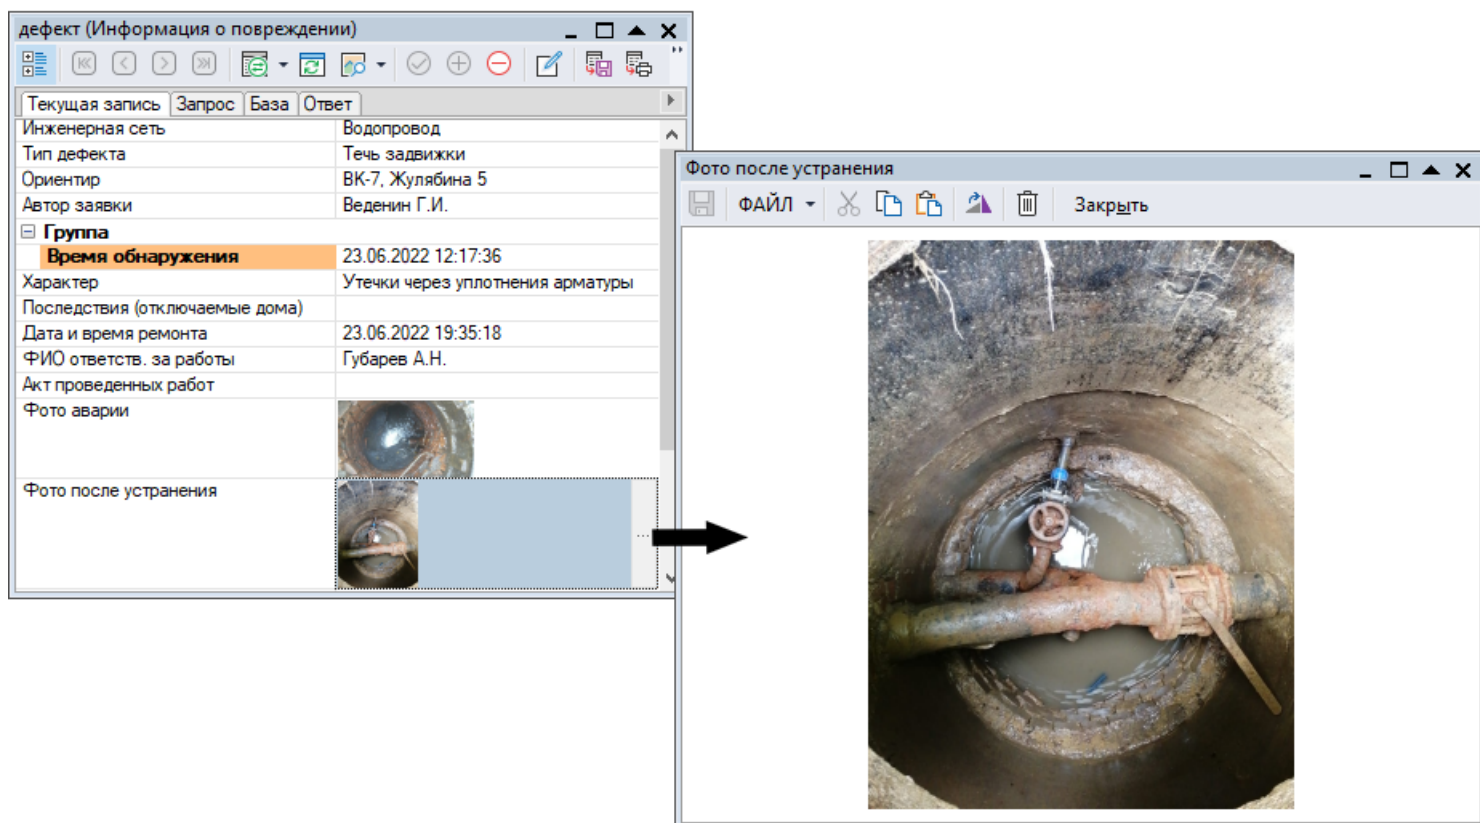 дефект (Информация о повреждении)
Текущая запись Запрос База Ответ
Инженерная сеть Водопровод
Тип дефекта Течь задвижки
Ориентир ВК-7, Жулябина 5
Автор заявки Веденин Г.И.
Группа
Время обнаружения 23.06.2022 12:17:36
Характер Утечки через уплотнения арматуры
Последствия (отключаемые дома)
Дата и время ремонта 23.06.2022 19:35:18
ФИО ответств. за работы Губарев А.Н.
Акт проведенных работ
Фото аварии
Фото после устранения
Фото после устранения
ФАЙЛ Закрыть